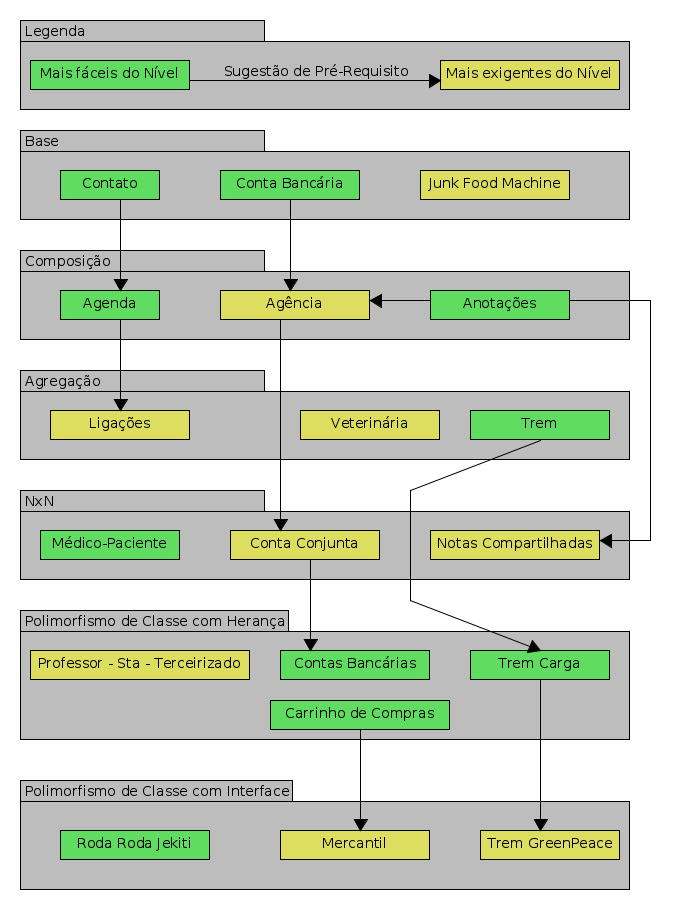 Legenda
Mais fáceis do Nível
Sugestão de Pré-Requisito
Mais exigentes do Nível
Base
Contato
Conta Bancária
Junk Food Machine
Composição
Agenda
Agência
Anotações
Agregação
Ligações
Veterinária
Trem
NxN
Médico-Paciente
Conta Conjunta
Notas Compartilhadas
Polimorfismo de Classe com Herança
Professor - Sta - Terceirizado
Contas Bancárias
Trem Carga
Carrinho de Compras
Polimorfismo de Classe com Interface
Roda Roda Jekiti
Mercantil
Trem GreenPeace